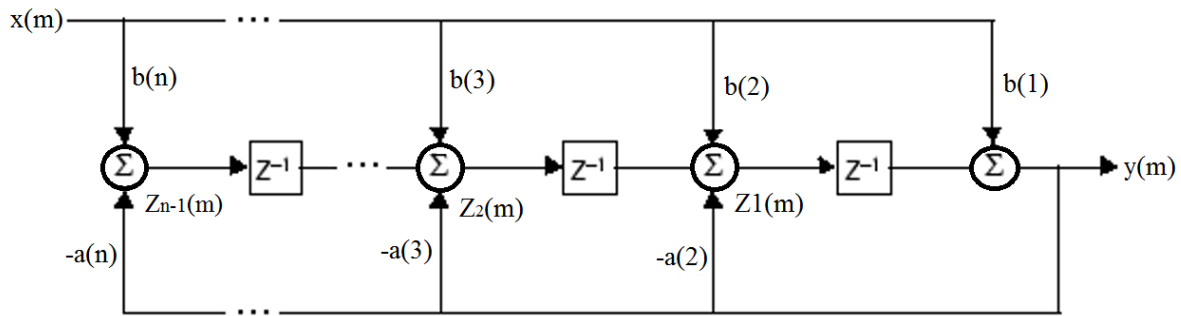 x(m) ... 
b(n) b(3) b(2) b(1)
Σ Z⁻¹ ... Σ Z⁻¹ Σ Z⁻¹ Σ y(m)
Zn-1(m) Z2(m) Z1(m)
-a(n) -a(3) -a(2)
...